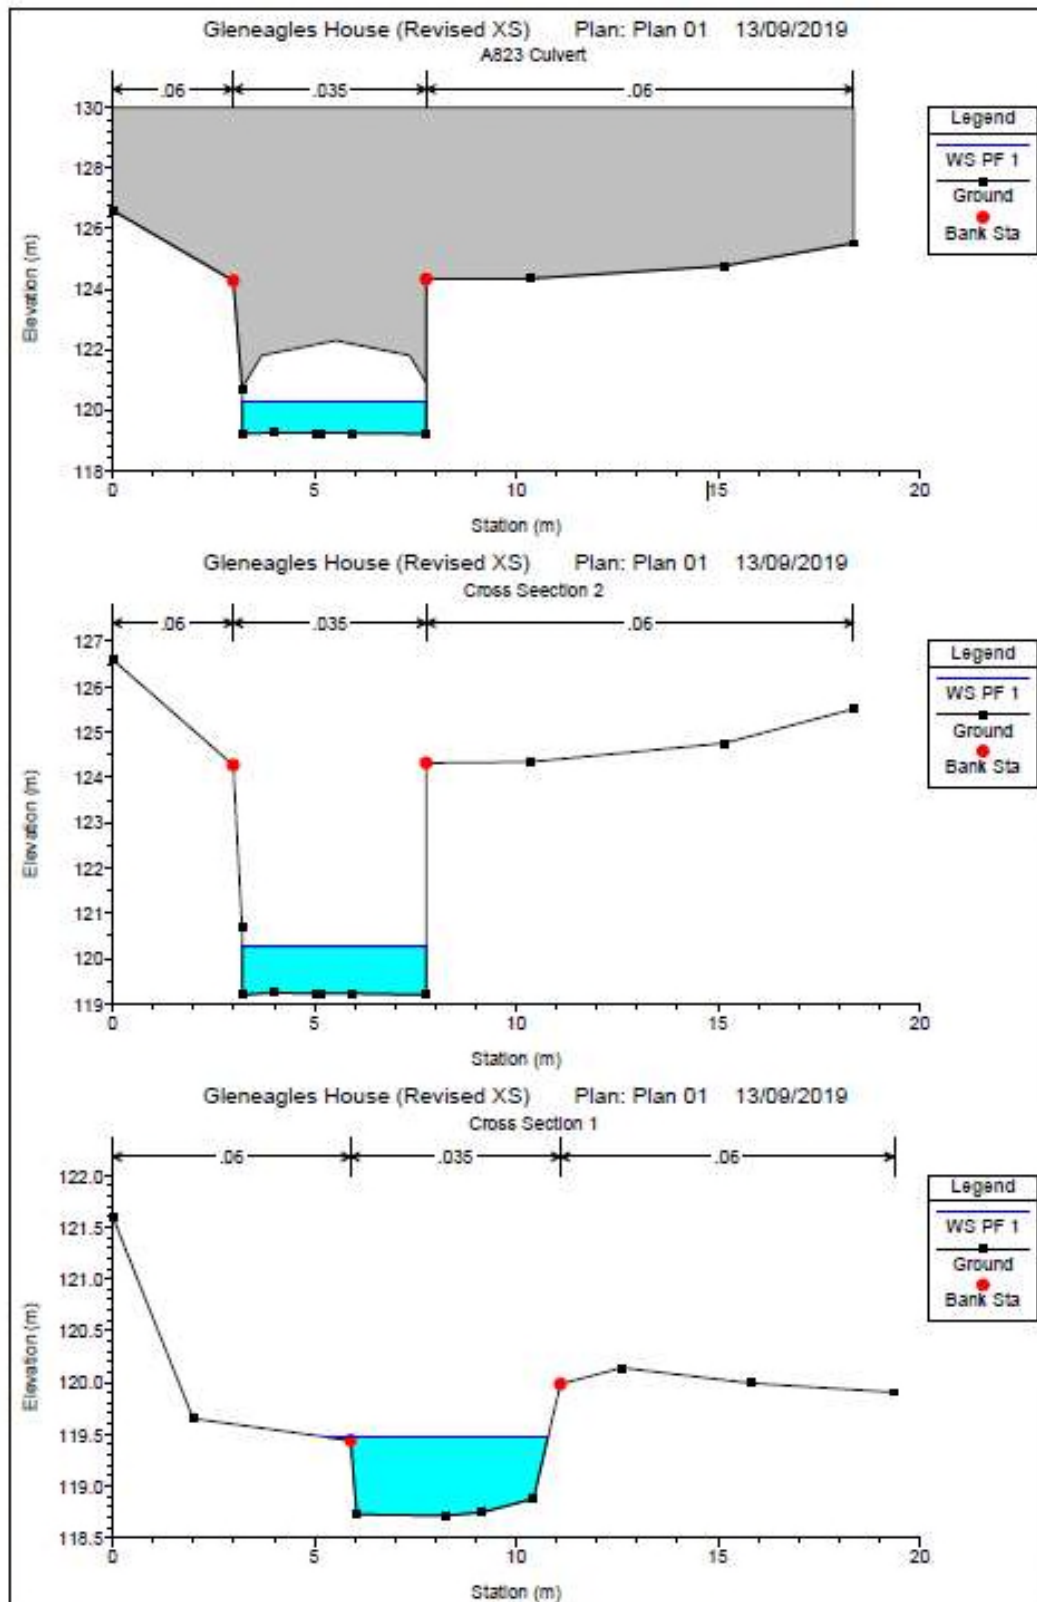 Gleneagles House (Revised XS) Plan: Plan 01 13/09/2019
A823 Culvert
.06 .035 .06
130
128
126
124
122
120
118
Elevation (m)
0 5 10 15 20
Station (m)
Legend
WS PF 1
Ground
Bank Sta
Gleneagles House (Revised XS) Plan: Plan 01 13/09/2019
Cross Seection 2
.06 .035 .06
127
126
125
124
123
122
121
120
119
Elevation (m)
0 5 10 15 20
Station (m)
Legend
WS PF 1
Ground
Bank Sta
Gleneagles House (Revised XS) Plan: Plan 01 13/09/2019
Cross Section 1
.06 .035 .06
122.0
121.5
121.0
120.5
120.0
119.5
119.0
118.5
Elevation (m)
0 5 10 15 20
Station (m)
Legend
WS PF 1
Ground
Bank Sta